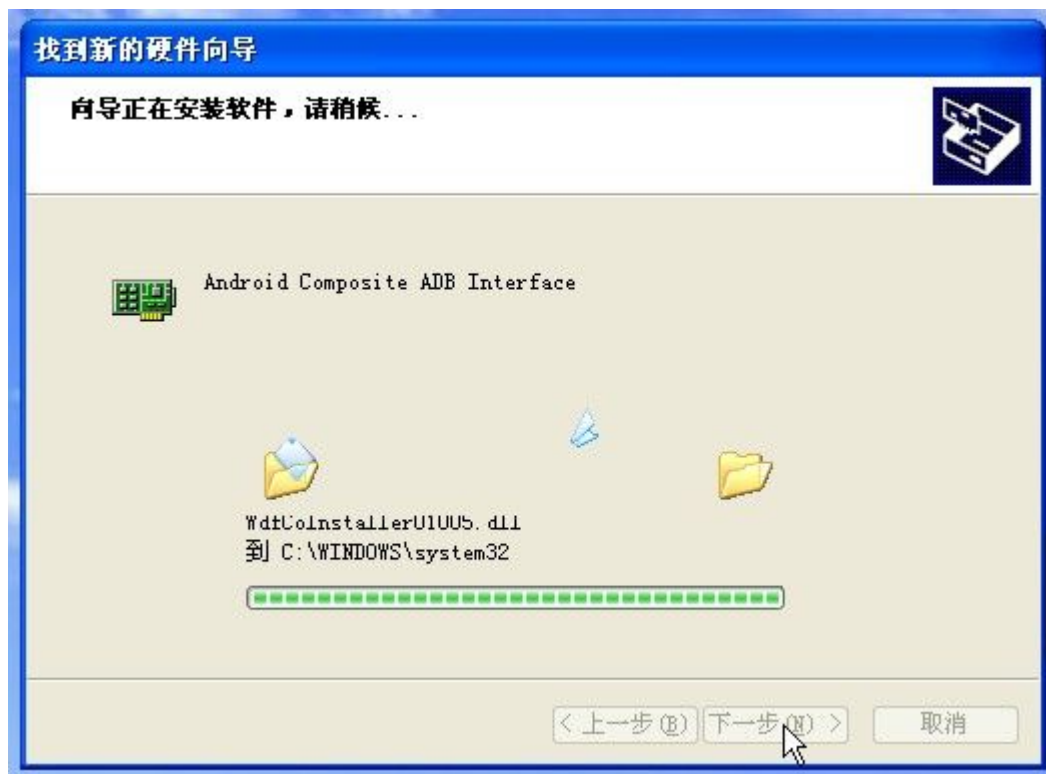 找到新的硬件向导
向导正在安装软件，请稍候...
Android Composite ADB Interface
WdfCoInstaller01005.dll
到 C:\WINDOWS\system32
< 上一步(B)
下一步(N) >
取消